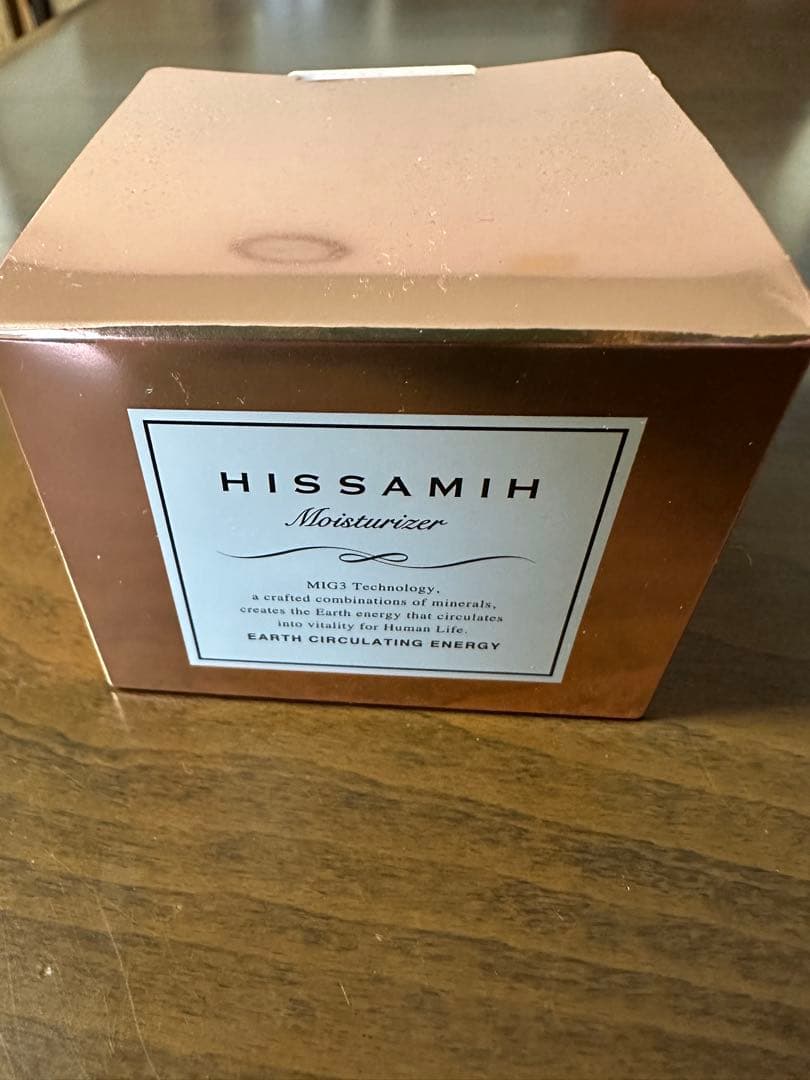 HISSAMIH
Moisturizer
MIG3 Technology,
a crafted combinations of minerals,
creates the Earth energy that circulates
into vitality for Human Life.
EARTH CIRCULATING ENERGY